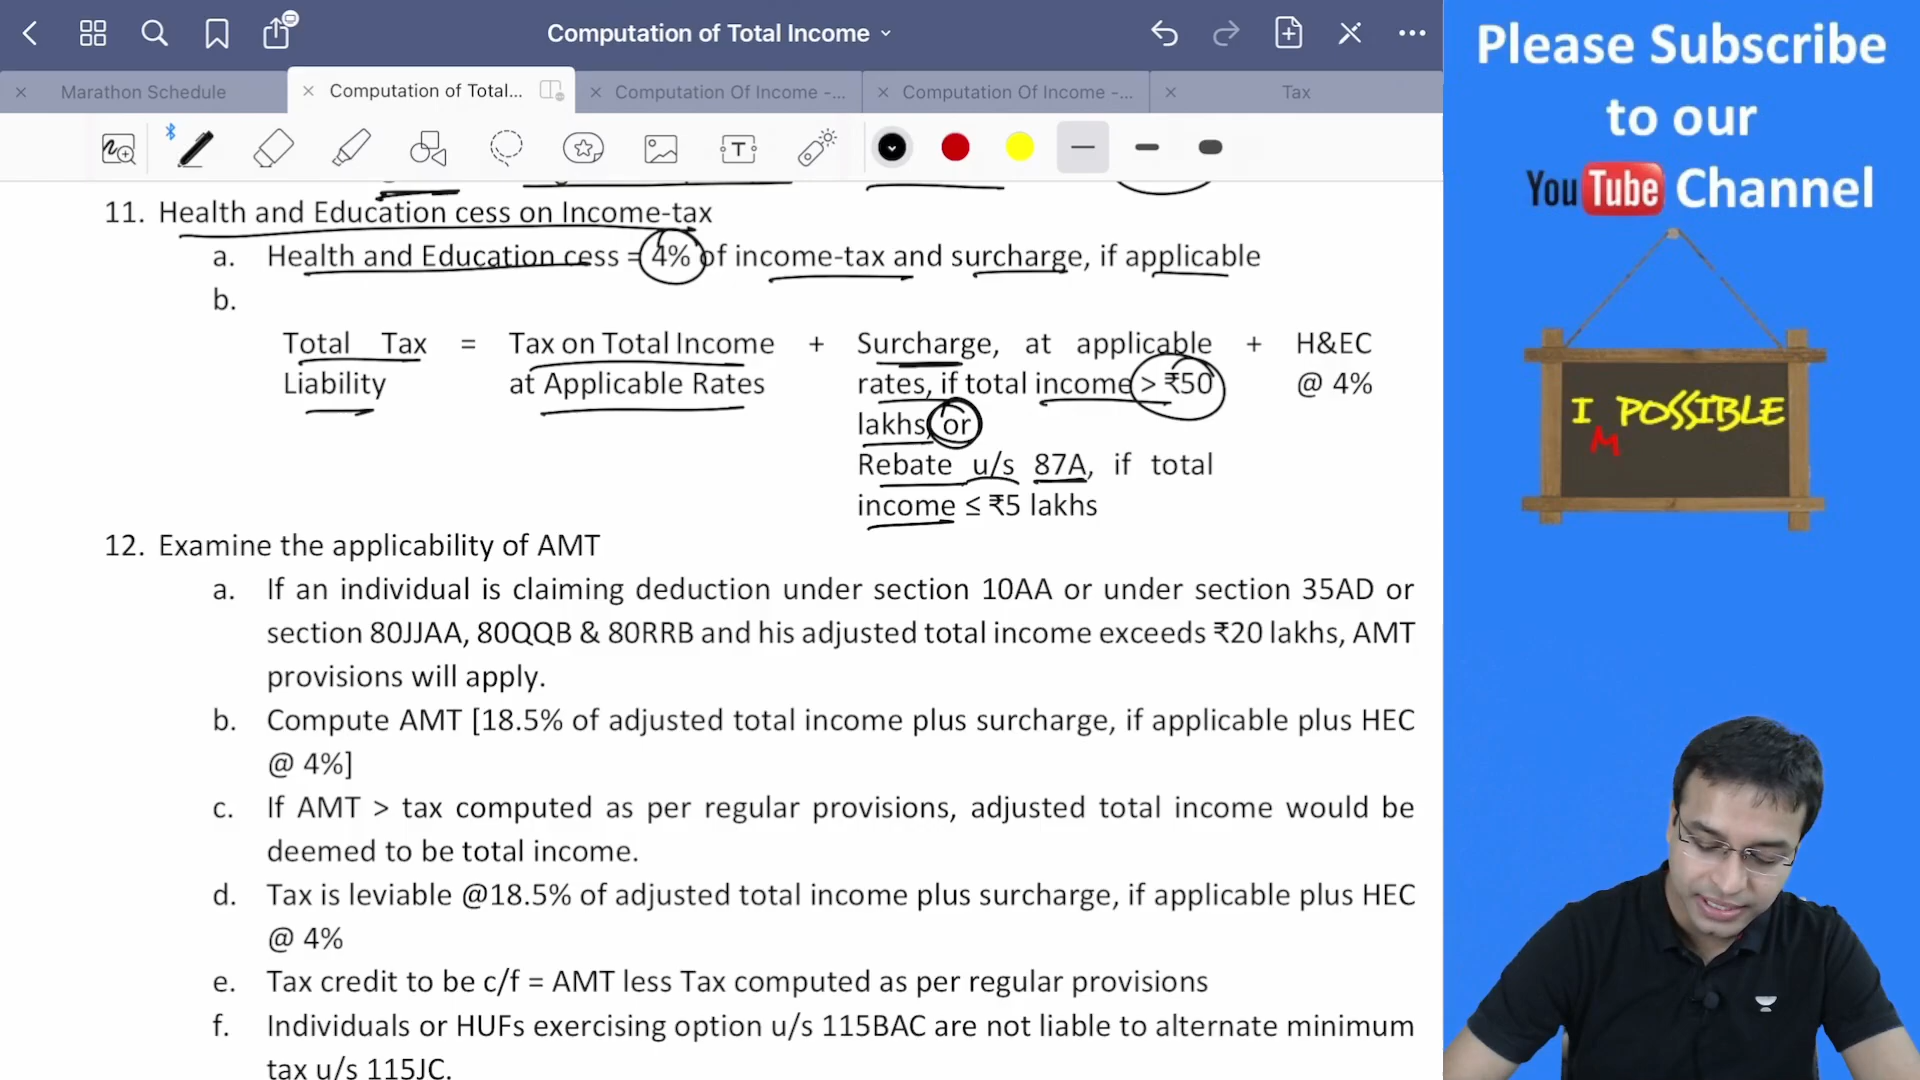 Computation of Total Income
Marathon Schedule
Computation of Total...
Computation Of Income -...
Computation Of Income -...
Tax
Please Subscribe
to our
YouTube Channel
I POSSIBLE
M
11. Health and Education cess on Income-tax
a. Health and Education cess = 4% of income-tax and surcharge, if applicable
b.
Total Tax = Tax on Total Income + Surcharge, at applicable + H&EC
Liability at Applicable Rates rates, if total income > ₹50 @ 4%
lakhs, or
Rebate u/s 87A, if total
income ≤ ₹5 lakhs
12. Examine the applicability of AMT
a. If an individual is claiming deduction under section 10AA or under section 35AD or
section 80JJAA, 80QQB & 80RRB and his adjusted total income exceeds ₹20 lakhs, AMT
provisions will apply.
b. Compute AMT [18.5% of adjusted total income plus surcharge, if applicable plus HEC
@ 4%]
c. If AMT > tax computed as per regular provisions, adjusted total income would be
deemed to be total income.
d. Tax is leviable @18.5% of adjusted total income plus surcharge, if applicable plus HEC
@ 4%
e. Tax credit to be c/f = AMT less Tax computed as per regular provisions
f. Individuals or HUFs exercising option u/s 115BAC are not liable to alternate minimum
tax u/s 115JC.